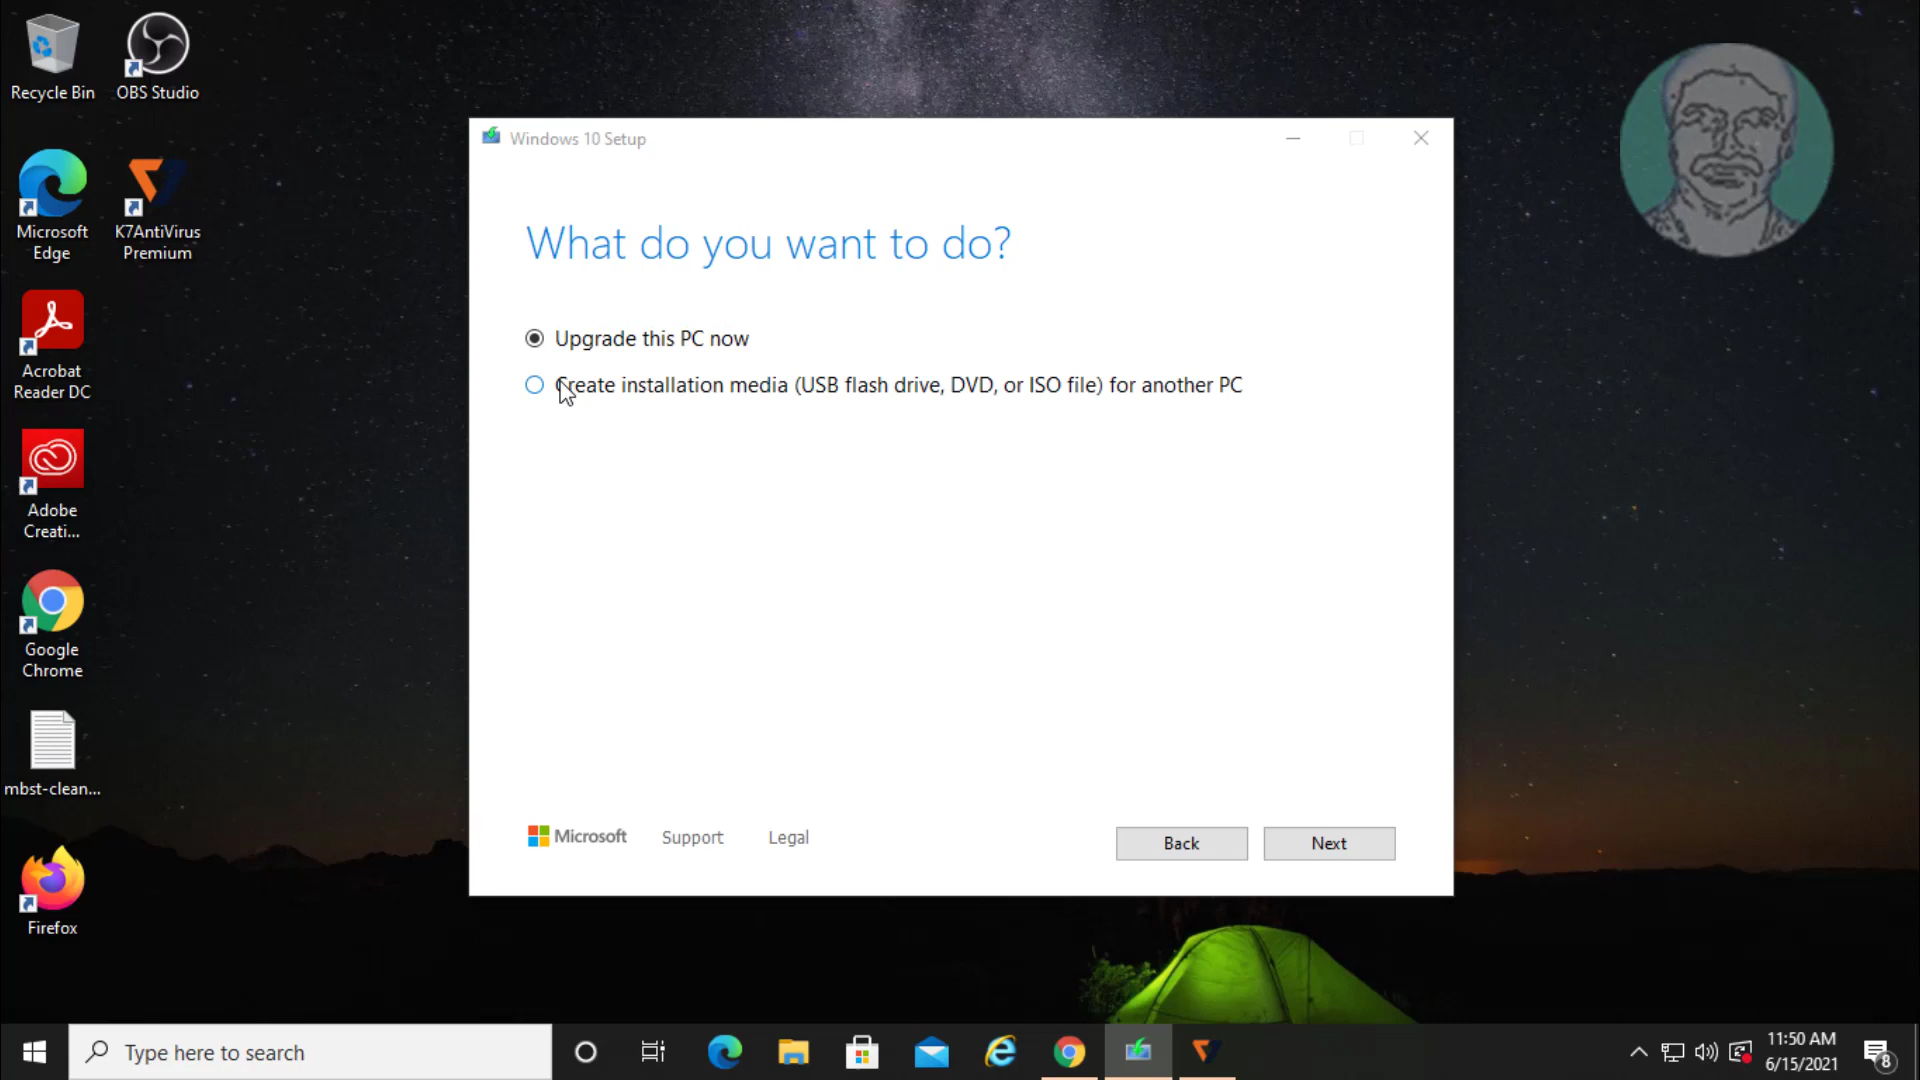 Recycle Bin
OBS Studio
Microsoft
Edge
K7AntiVirus
Premium
Acrobat
Reader DC
Adobe
Creati...
Google
Chrome
mbst-clean...
Firefox
Windows 10 Setup
What do you want to do?
Upgrade this PC now
Create installation media (USB flash drive, DVD, or ISO file) for another PC
Microsoft
Support
Legal
Back
Next
Type here to search
11:50 AM
6/15/2021
8